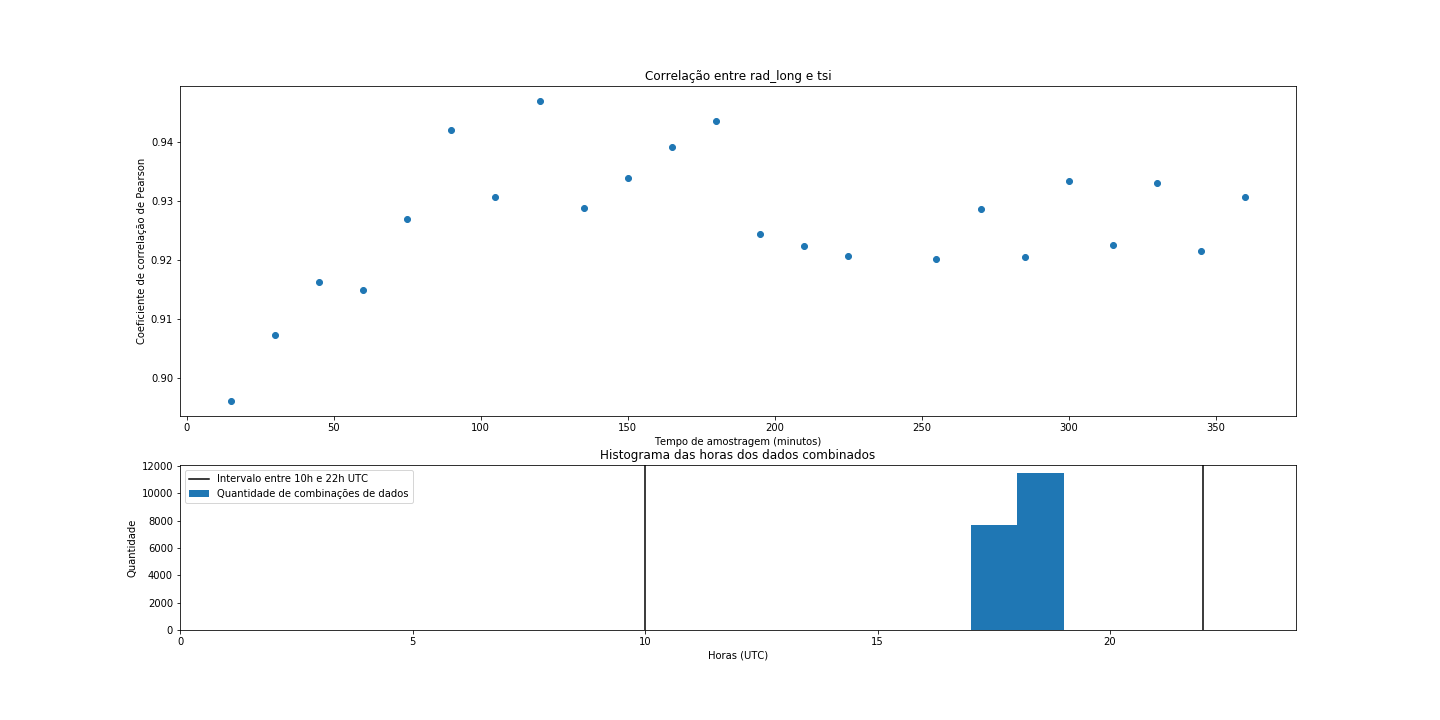 Correlação entre rad_long e tsi
Coeficiente de correlação de Pearson
0.94
0.93
0.92
0.91
0.90
0 50 100 150 200 250 300 350
Tempo de amostragem (minutos)
Histograma das horas dos dados combinados
Quantidade
12000
10000
8000
6000
4000
2000
0
Intervalo entre 10h e 22h UTC
Quantidade de combinações de dados
0 5 10 15 20
Horas (UTC)